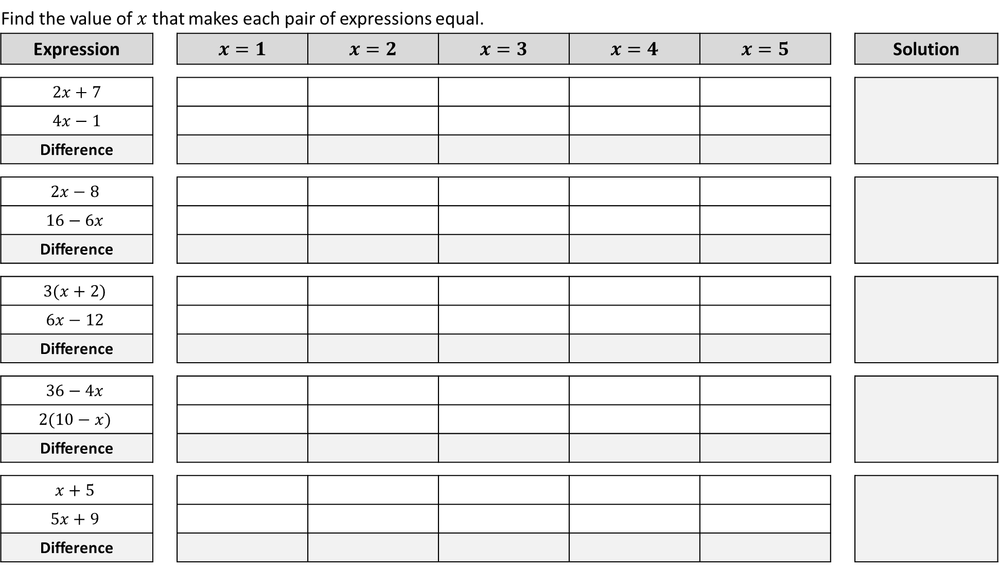 Find the value of x that makes each pair of expressions equal.
Expression x = 1 x = 2 x = 3 x = 4 x = 5 Solution
2x + 7
4x − 1
Difference
2x − 8
16 − 6x
Difference
3(x + 2)
6x − 12
Difference
36 − 4x
2(10 − x)
Difference
x + 5
5x + 9
Difference